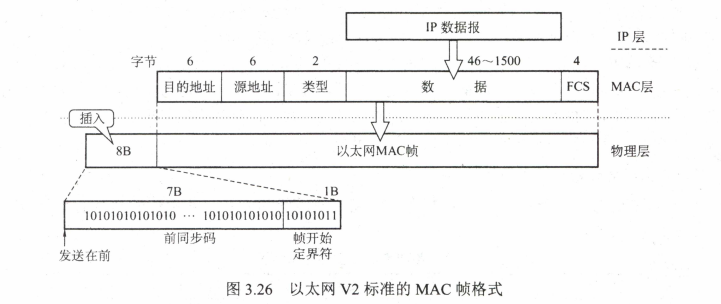 IP 数据报
IP 层
字节 6 6 2 46～1500 4
目的地址 源地址 类型 数 据 FCS MAC层
插入
8B 以太网MAC帧 物理层
7B 1B
10101010101010 … 101010101010 10101011
前同步码 帧开始
定界符
发送在前
图 3.26 以太网 V2 标准的 MAC 帧格式